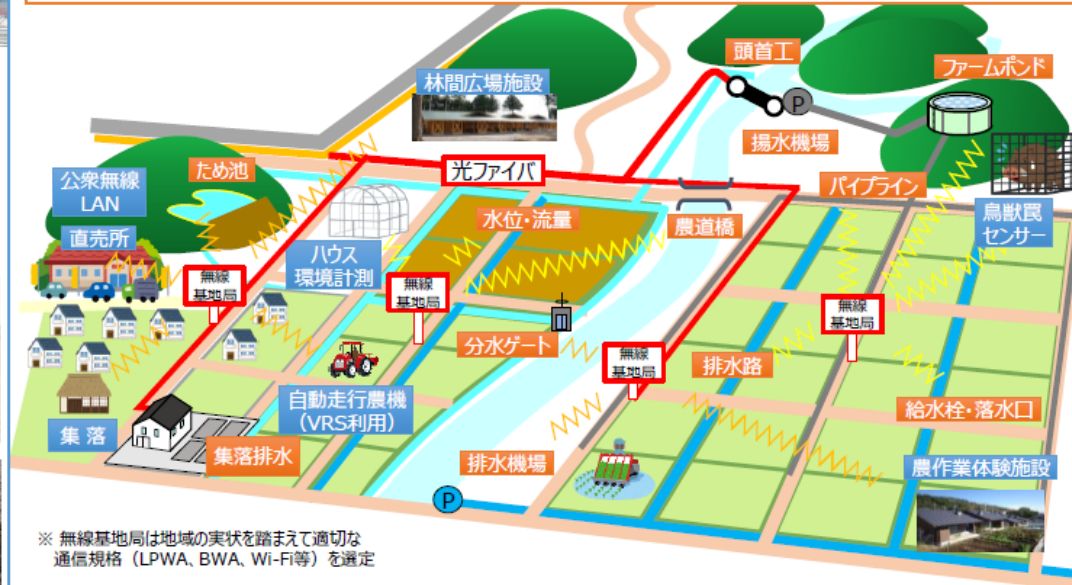 頭首工
ファームポンド
林間広場施設
P
揚水機場
ため池
公衆無線
LAN
光ファイバ
パイプライン
直売所
水位・流量
農道橋
鳥獣罠
センサー
ハウス
環境計測
無線
基地局
無線
基地局
無線
基地局
分水ゲート
無線
基地局
排水路
自動走行農機
（VRS利用）
給水栓・落水口
集 落
集落排水
排水機場
農作業体験施設
P
※ 無線基地局は地域の実状を踏まえて適切な
通信規格（LPWA、BWA、Wi-Fi等）を選定